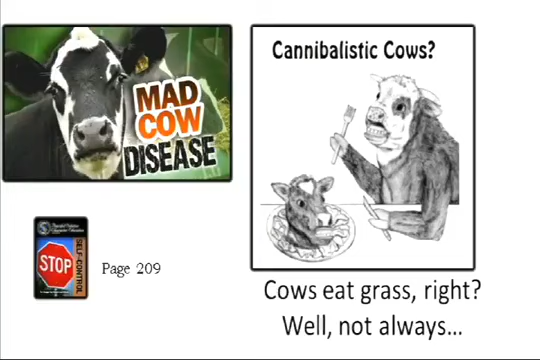 MAD
COW
DISEASE
Cannibalistic Cows?
STOP
SELF-CONTROL
Page 209
Cows eat grass, right?
Well, not always...